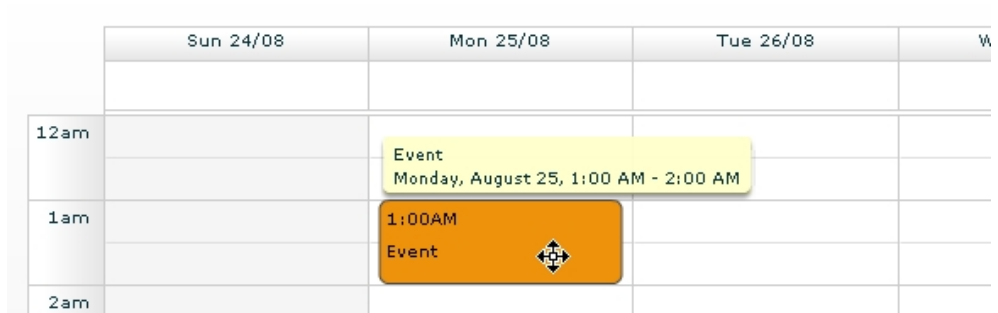 Sun 24/08
Mon 25/08
Tue 26/08
W
12am
Event
Monday, August 25, 1:00 AM - 2:00 AM
1am
1:00AM
Event
2am